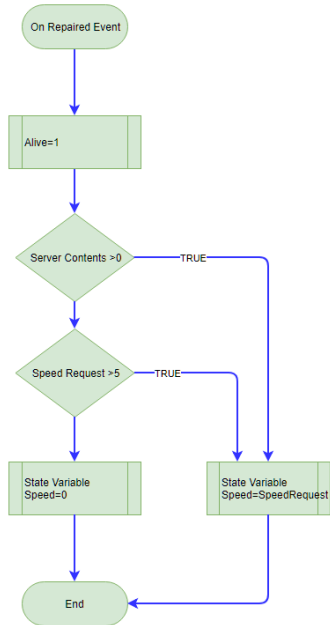 On Repaired Event
Alive=1
Server Contents >0
TRUE
Speed Request >5
TRUE
State Variable
Speed=0
State Variable
Speed=SpeedRequest
End